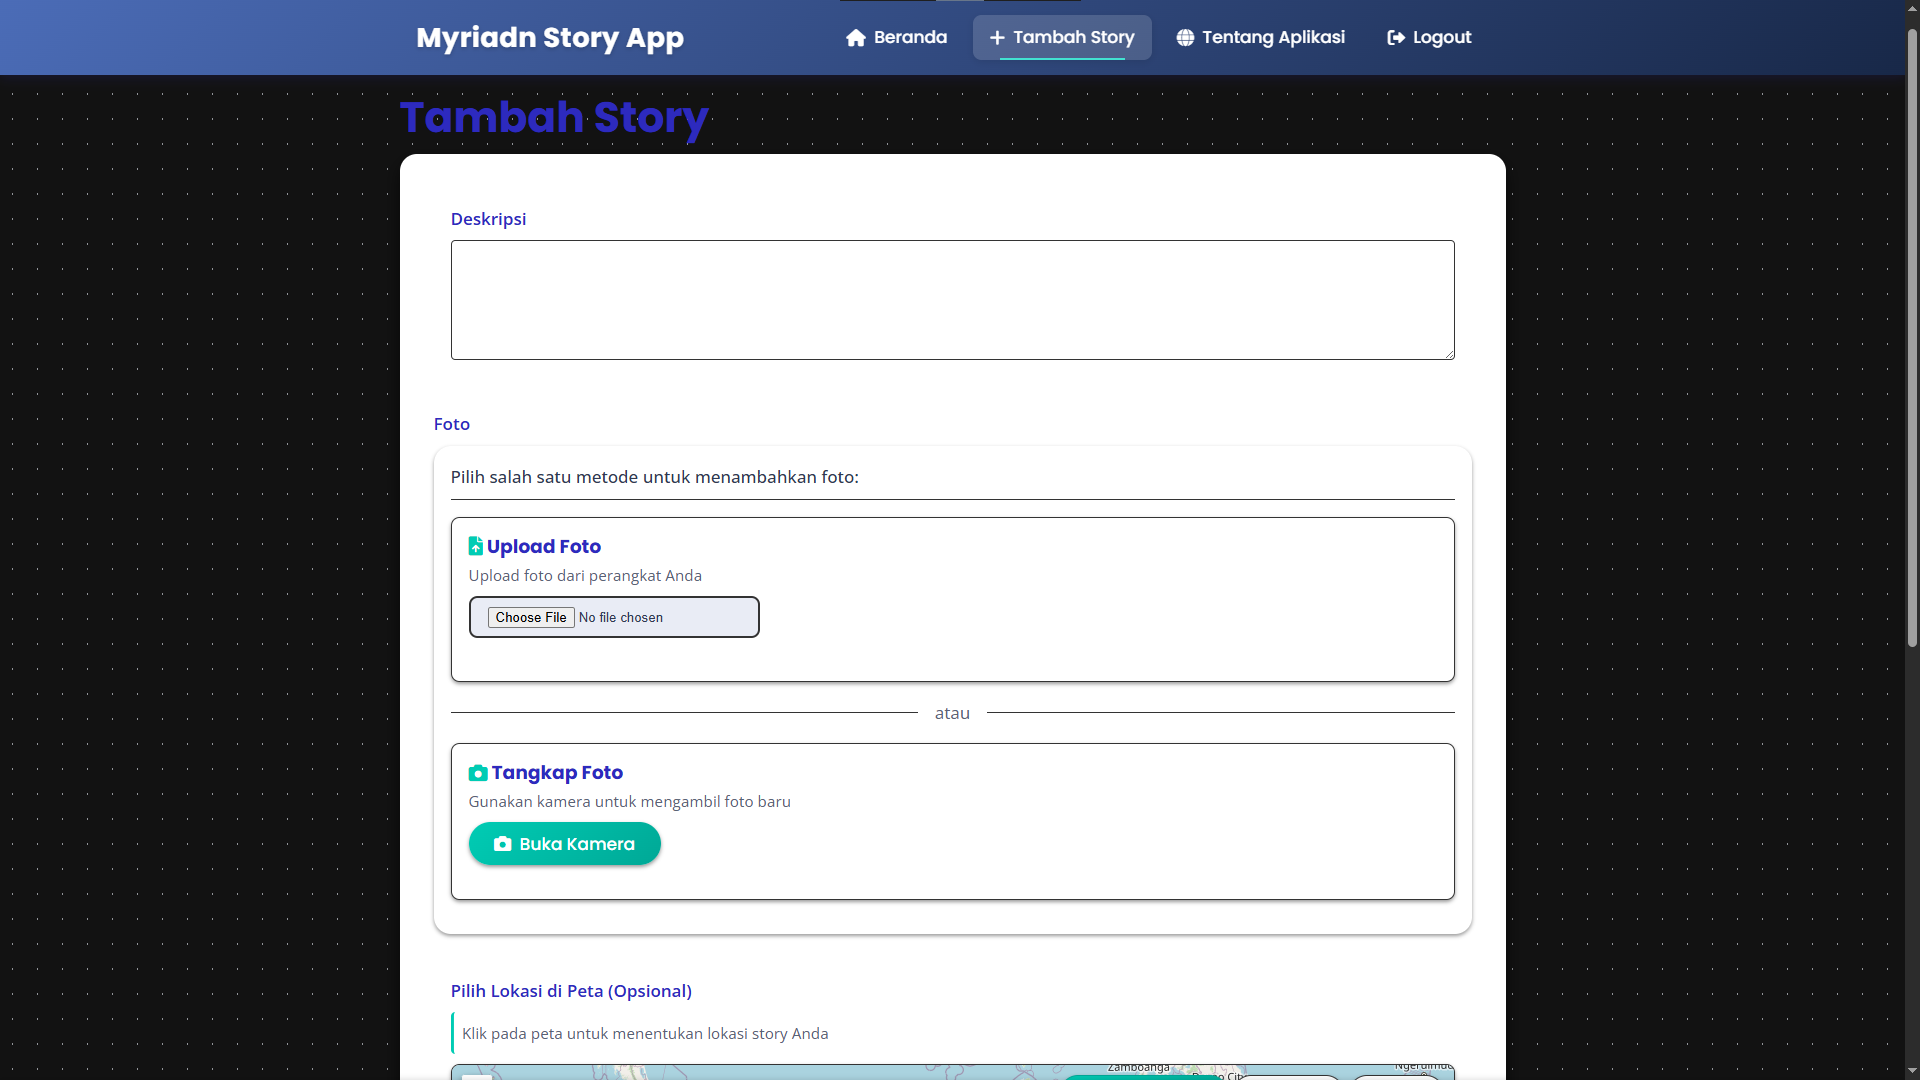 Myriadn Story App
Beranda
Tambah Story
Tentang Aplikasi
Logout
Tambah Story
Deskripsi
Foto
Pilih salah satu metode untuk menambahkan foto:
Upload Foto
Upload foto dari perangkat Anda
Choose File No file chosen
atau
Tangkap Foto
Gunakan kamera untuk mengambil foto baru
Buka Kamera
Pilih Lokasi di Peta (Opsional)
Klik pada peta untuk menentukan lokasi story Anda
Zamboanga